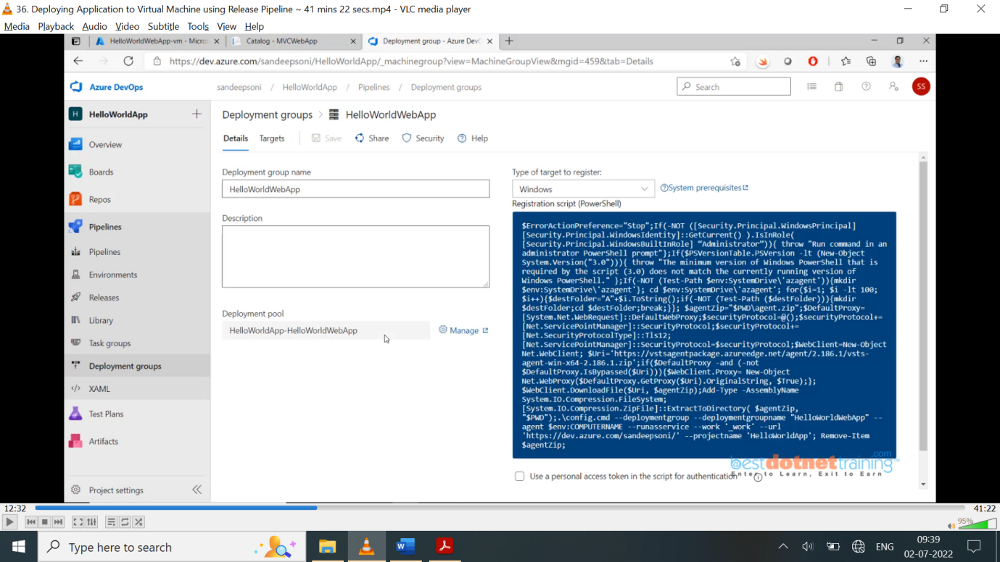 36. Deploying Application to Virtual Machine using Release Pipeline ~ 41 mins 22 secs.mp4 - VLC media player
Media Playback Audio Video Subtitle Tools View Help
HelloWorldWebApp-vm - Micros
Catalog - MVCWebApp
Deployment group - Azure DevO
https://dev.azure.com/sandeepsoni/HelloWorldApp/_machinegroup?view=MachineGroupView&mgid=459&tab=Details
Azure DevOps
sandeepsoni / HelloWorldApp / Pipelines / Deployment groups
Search
SS
H HelloWorldApp
Overview
Boards
Repos
Pipelines
Pipelines
Environments
Releases
Library
Task groups
Deployment groups
XAML
Test Plans
Artifacts
Project settings
Deployment groups > HelloWorldWebApp
Details Targets Save Share Security Help
Deployment group name
HelloWorldWebApp
Description
Deployment pool
HelloWorldApp-HelloWorldWebApp
Manage
Type of target to register:
Windows
System prerequisites
Registration script (PowerShell)
$ErrorActionPreference="Stop";If(-NOT ([Security.Principal.WindowsPrincipal]
[Security.Principal.WindowsIdentity]::GetCurrent() ).IsInRole(
[Security.Principal.WindowsBuiltInRole] “Administrator”)){ throw "Run command in an
administrator PowerShell prompt"};If($PSVersionTable.PSVersion -lt (New-Object
System.Version("3.0"))){ throw "The minimum version of Windows PowerShell that is
required by the script (3.0) does not match the currently running version of
Windows PowerShell." };If(-NOT (Test-Path $env:SystemDrive\'azagent')){mkdir
$env:SystemDrive\'azagent'}; cd $env:SystemDrive\'azagent'; for($i=1; $i -lt 100;
$i++){$destFolder="A"+$i.ToString();if(-NOT (Test-Path ($destFolder))){mkdir
$destFolder;cd $destFolder;break;}}; $agentZip="$PWD\agent.zip";$DefaultProxy=
[System.Net.WebRequest]::DefaultWebProxy;$securityProtocol=@();$securityProtocol+=
[Net.ServicePointManager]::SecurityProtocol;$securityProtocol+=
[Net.SecurityProtocolType]::Tls12;
[Net.ServicePointManager]::SecurityProtocol=$securityProtocol;$WebClient=New-Object
Net.WebClient; $Uri='https://vstsagentpackage.azureedge.net/agent/2.186.1/vsts-
agent-win-x64-2.186.1.zip';if($DefaultProxy -and (-not
$DefaultProxy.IsBypassed($Uri))){$WebClient.Proxy= New-Object
Net.WebProxy($DefaultProxy.GetProxy($Uri).OriginalString, $True);};
$WebClient.DownloadFile($Uri, $agentZip);Add-Type -AssemblyName
System.IO.Compression.FileSystem;
[System.IO.Compression.ZipFile]::ExtractToDirectory( $agentZip,
"$PWD");.\config.cmd --deploymentgroup --deploymentgroupname "HelloWorldWebApp" --
agent $env:COMPUTERNAME --runasservice --work '_work' --url
'https://dev.azure.com/sandeepsoni/' --projectname 'HelloWorldApp'; Remove-Item
$agentZip;
bestdotnettraining.com
Enter to Learn, Exit to Earn
Use a personal access token in the script for authentication
12:32
41:22
95%
Type here to search
ENG
09:39
02-07-2022